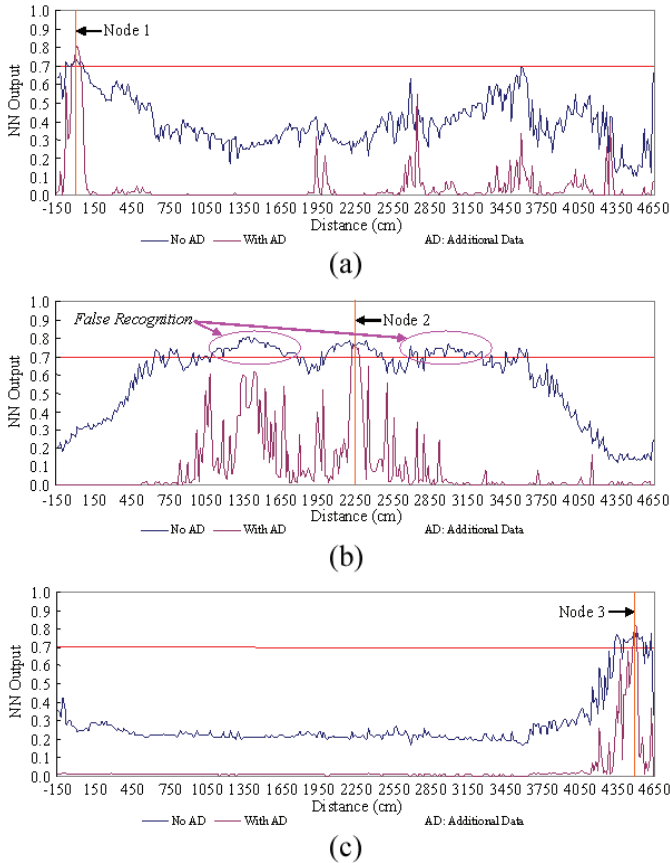 1.0
0.9
0.8
0.7
0.6
0.5
0.4
0.3
0.2
0.1
0.0
NN Output
Node 1
-150 150 450 750 1050 1350 1650 1950 2250 2550 2850 3150 3450 3750 4050 4350 4650
Distance (cm)
No AD With AD AD: Additional Data
(a)
1.0
0.9
0.8
0.7
0.6
0.5
0.4
0.3
0.2
0.1
0.0
NN Output
False Recognition
Node 2
-150 150 450 750 1050 1350 1650 1950 2250 2550 2850 3150 3450 3750 4050 4350 4650
Distance (cm)
No AD With AD AD: Additional Data
(b)
1.0
0.9
0.8
0.7
0.6
0.5
0.4
0.3
0.2
0.1
0.0
NN Output
Node 3
-150 150 450 750 1050 1350 1650 1950 2250 2550 2850 3150 3450 3750 4050 4350 4650
Distance (cm)
No AD With AD AD: Additional Data
(c)